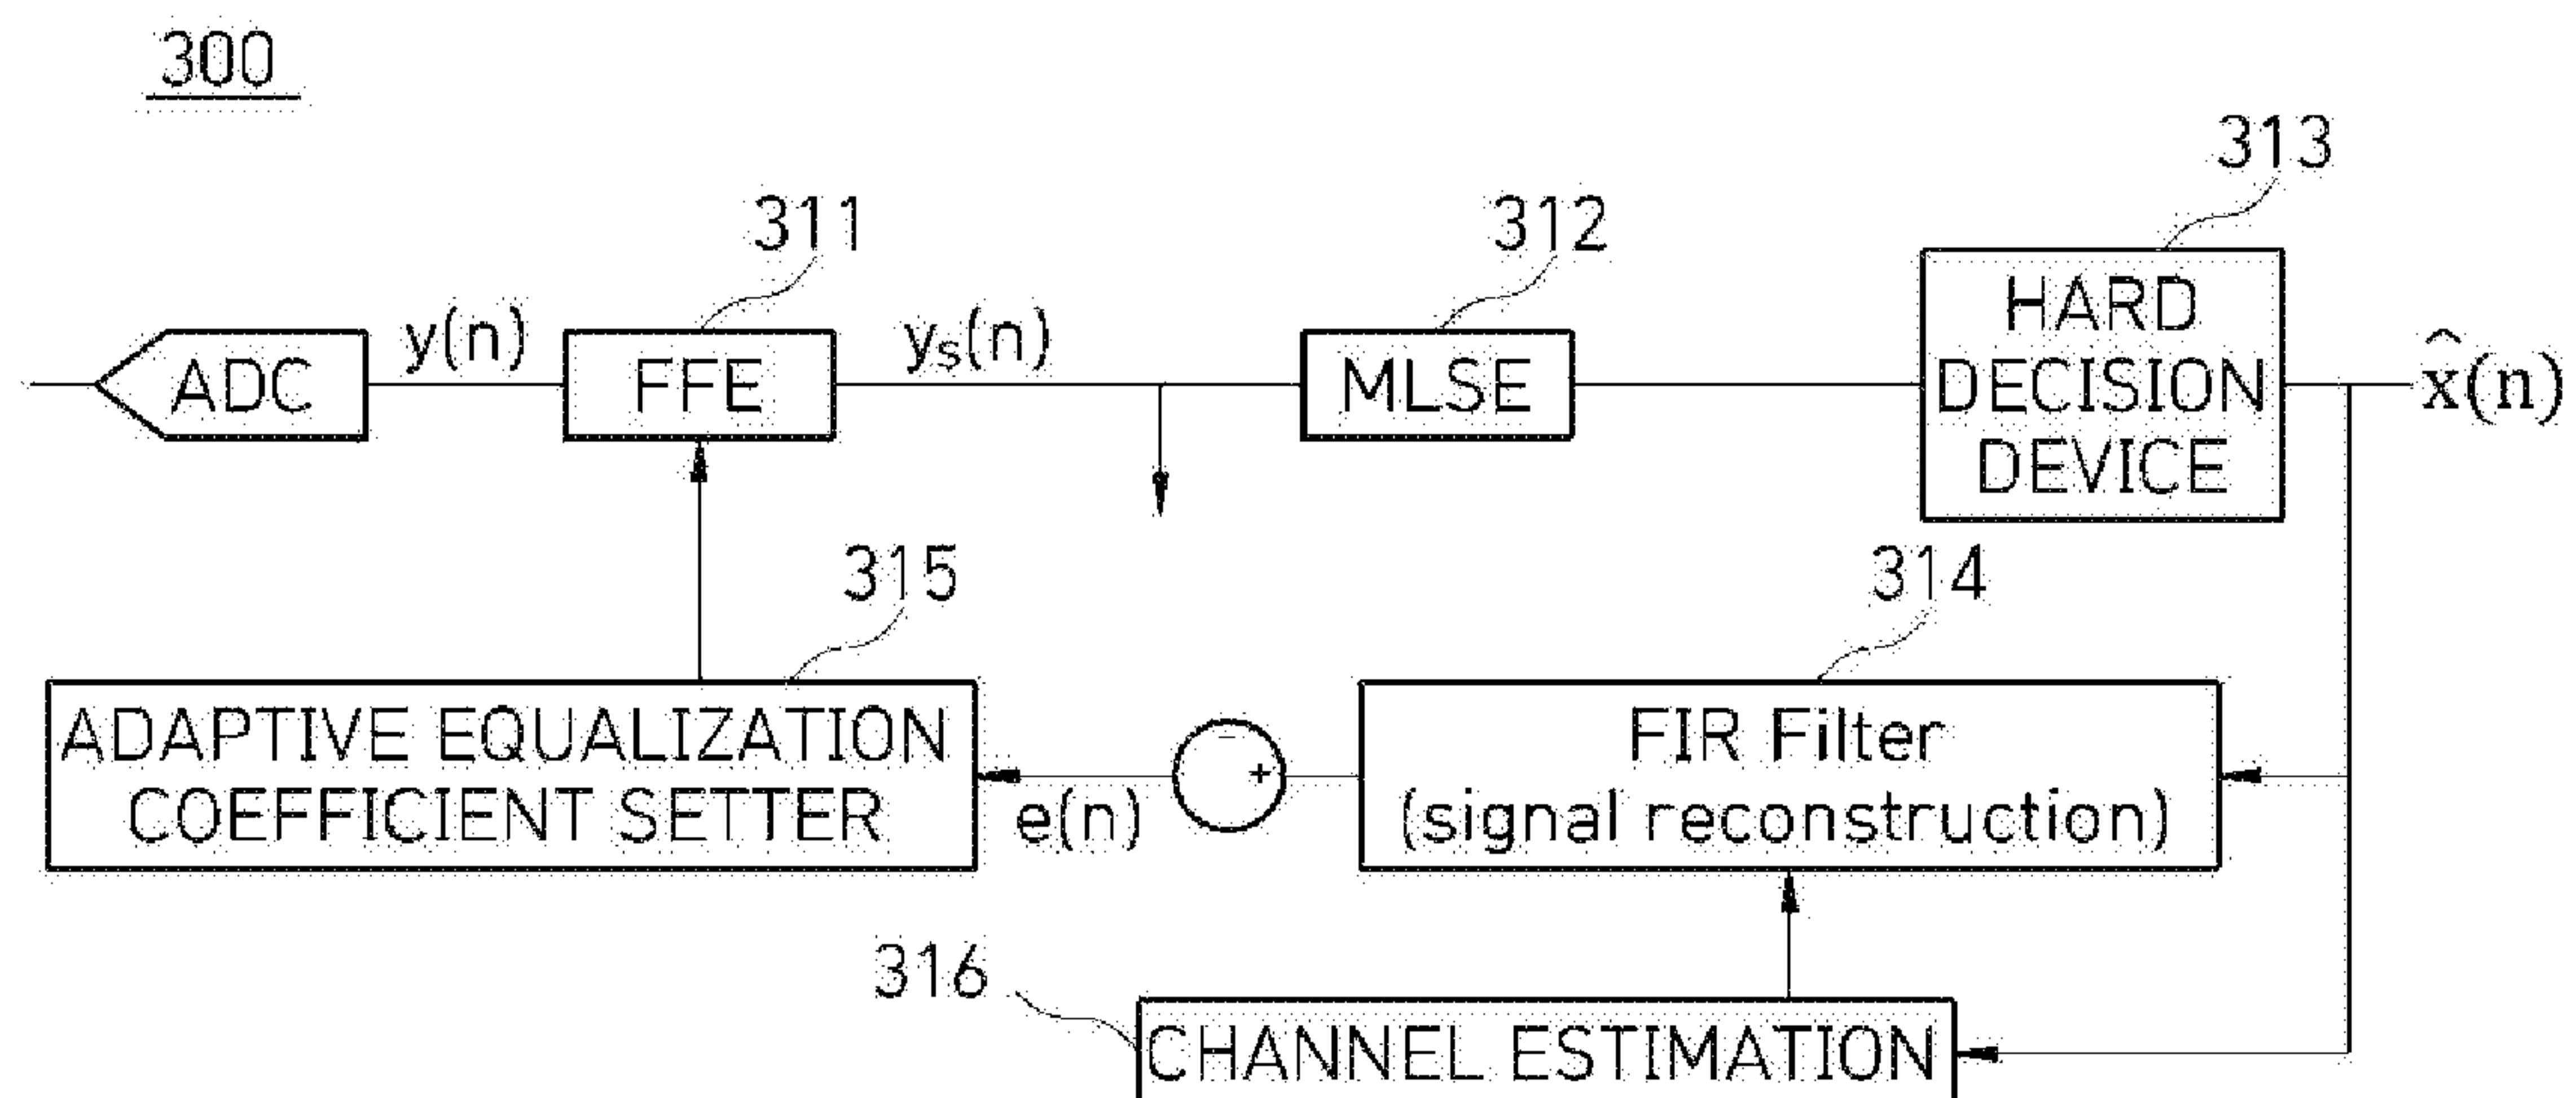 300
313
311
312
ADC
y(n)
FFE
yₛ(n)
MLSE
HARD
DECISION
DEVICE
x̂(n)
315
314
ADAPTIVE EQUALIZATION
COEFFICIENT SETTER
e(n)
-
+
FIR Filter
(signal reconstruction)
316
CHANNEL ESTIMATION